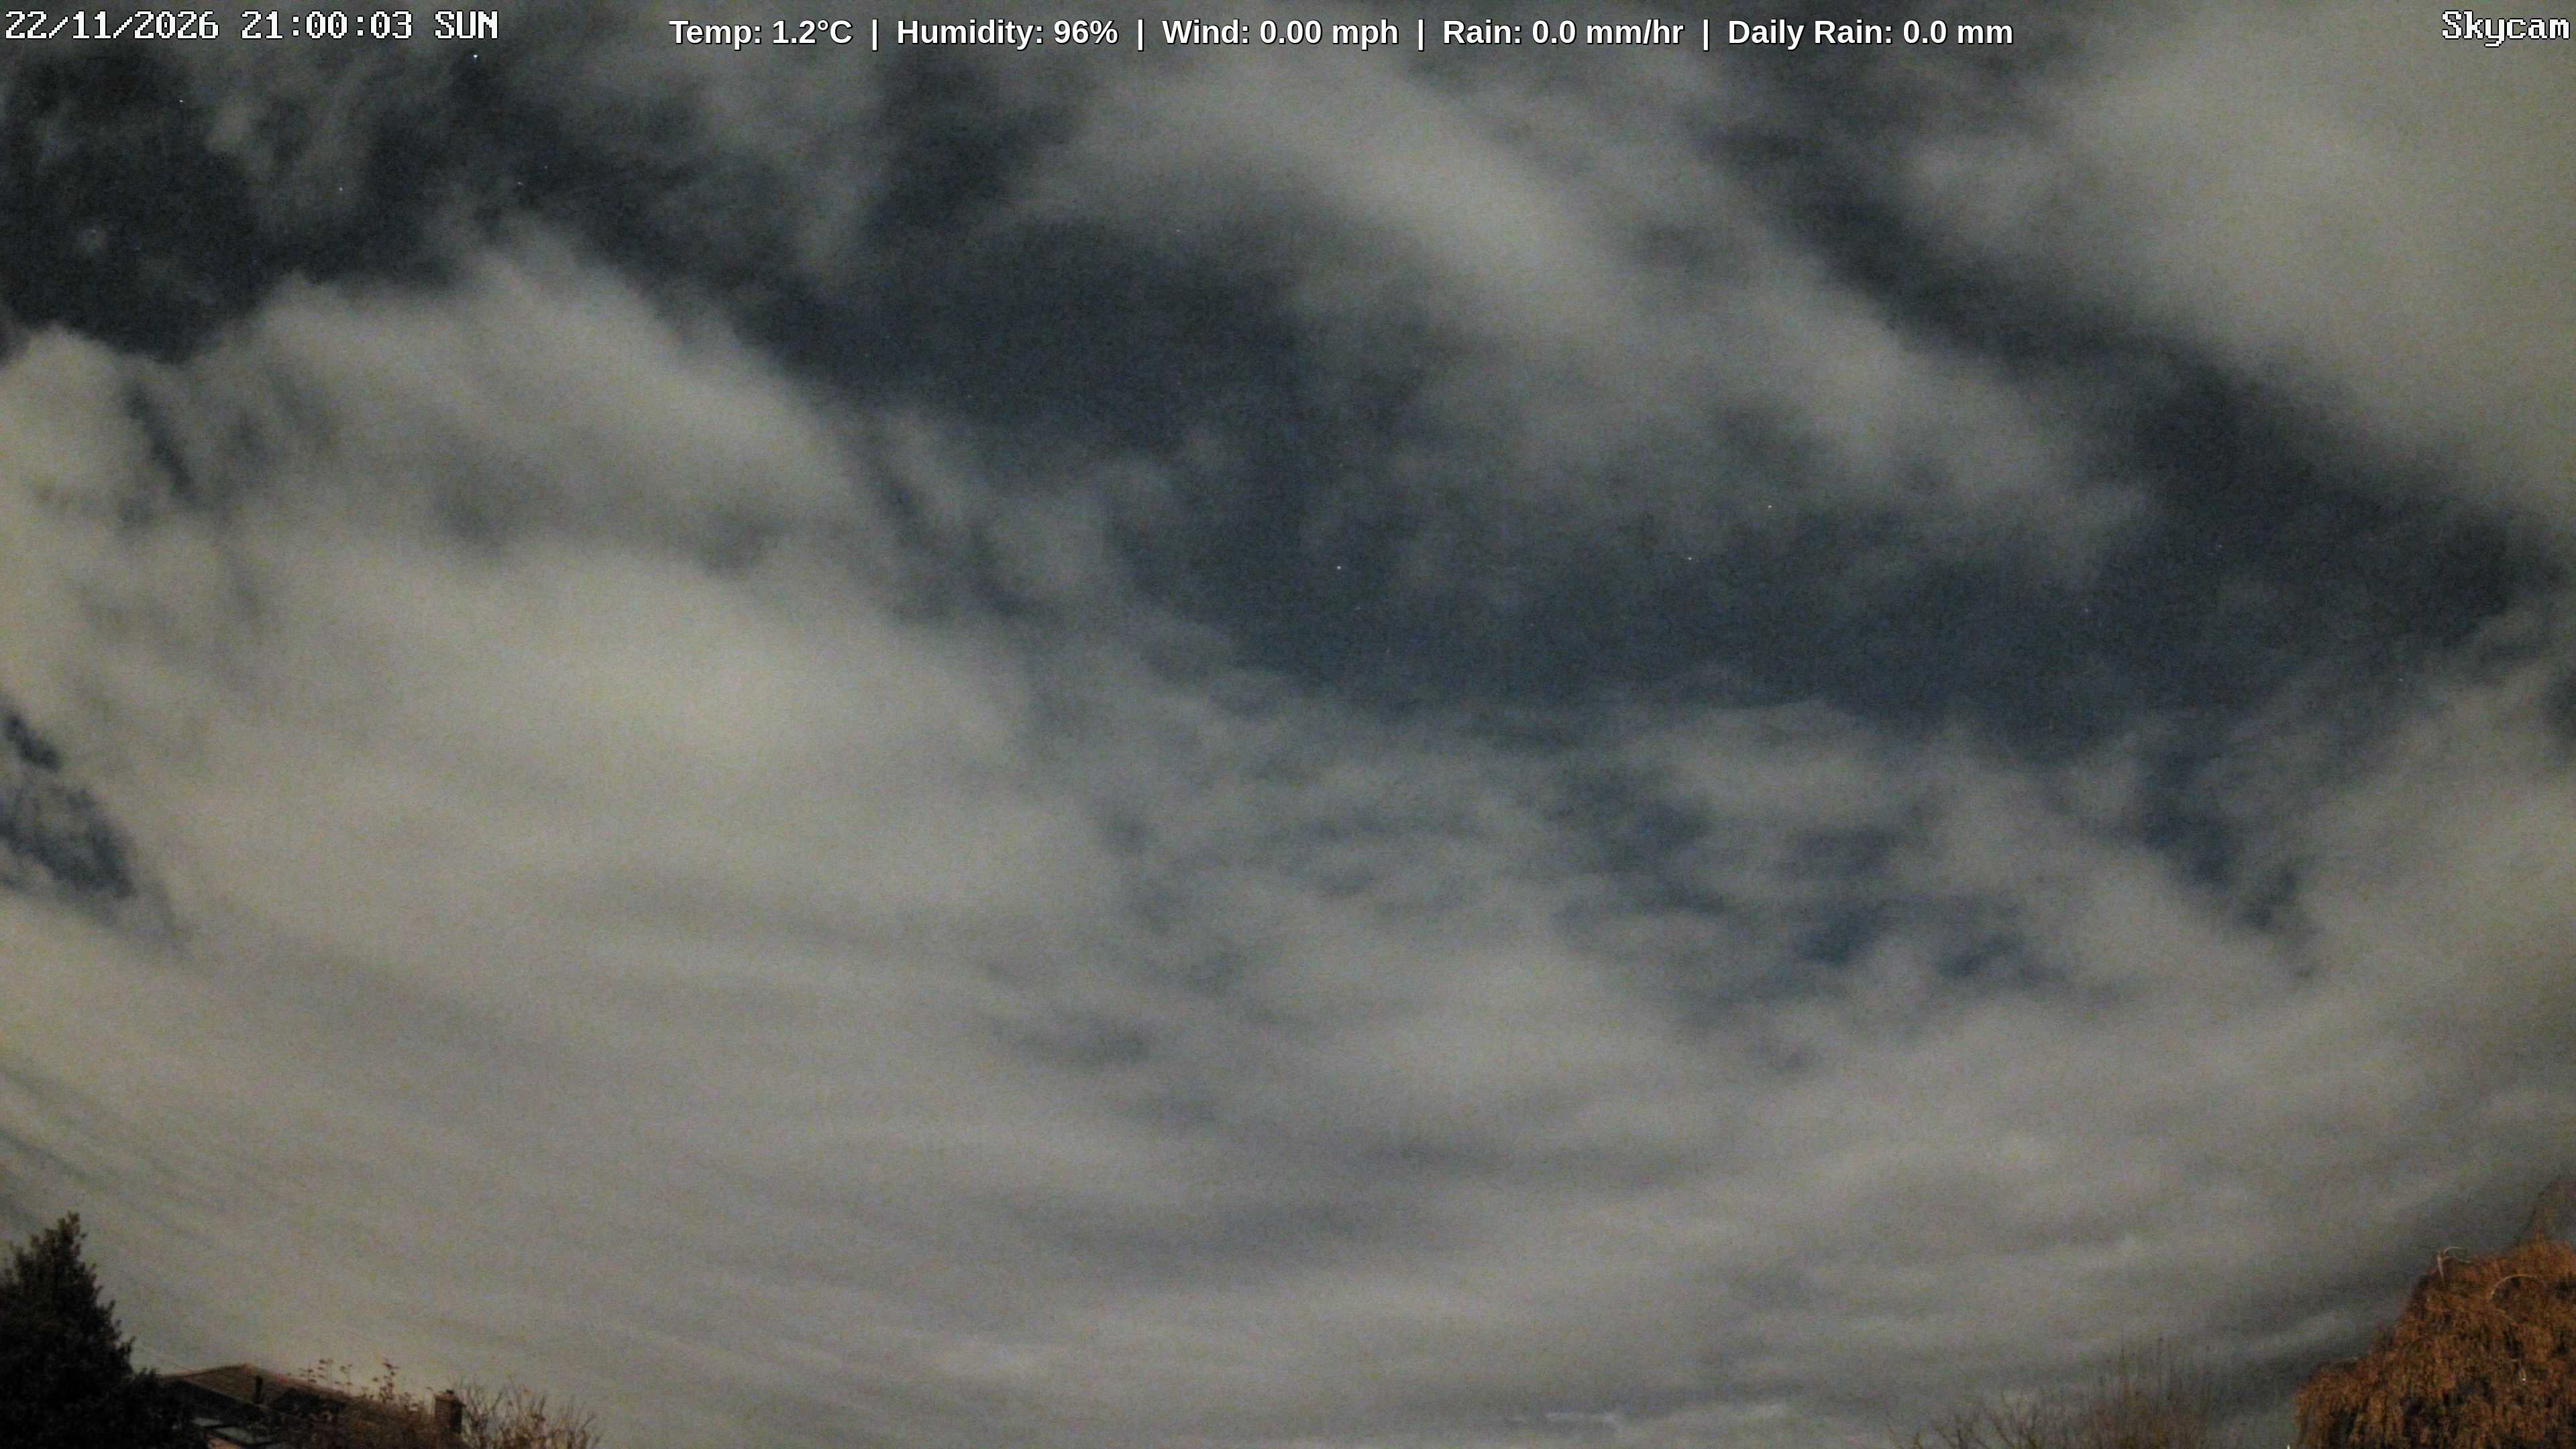 22/11/2026 21:00:03 SUN
Temp: 1.2°C | Humidity: 96% | Wind: 0.00 mph | Rain: 0.0 mm/hr | Daily Rain: 0.0 mm
Skycam